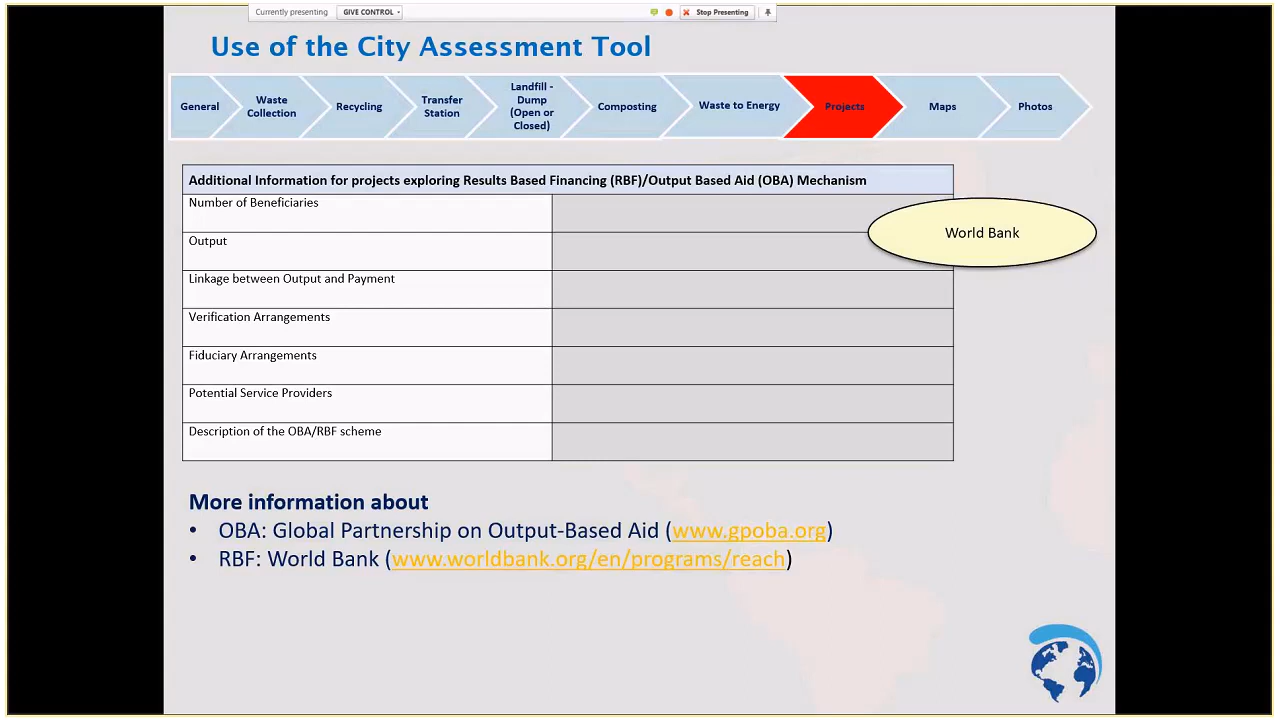 Currently presenting GIVE CONTROL Stop Presenting
Use of the City Assessment Tool
General
Waste
Collection
Recycling
Transfer
Station
Landfill -
Dump
(Open or
Closed)
Composting
Waste to Energy
Projects
Maps
Photos
Additional Information for projects exploring Results Based Financing (RBF)/Output Based Aid (OBA) Mechanism
Number of Beneficiaries
World Bank
Output
Linkage between Output and Payment
Verification Arrangements
Fiduciary Arrangements
Potential Service Providers
Description of the OBA/RBF scheme
More information about
• OBA: Global Partnership on Output-Based Aid (www.gpoba.org)
• RBF: World Bank (www.worldbank.org/en/programs/reach)